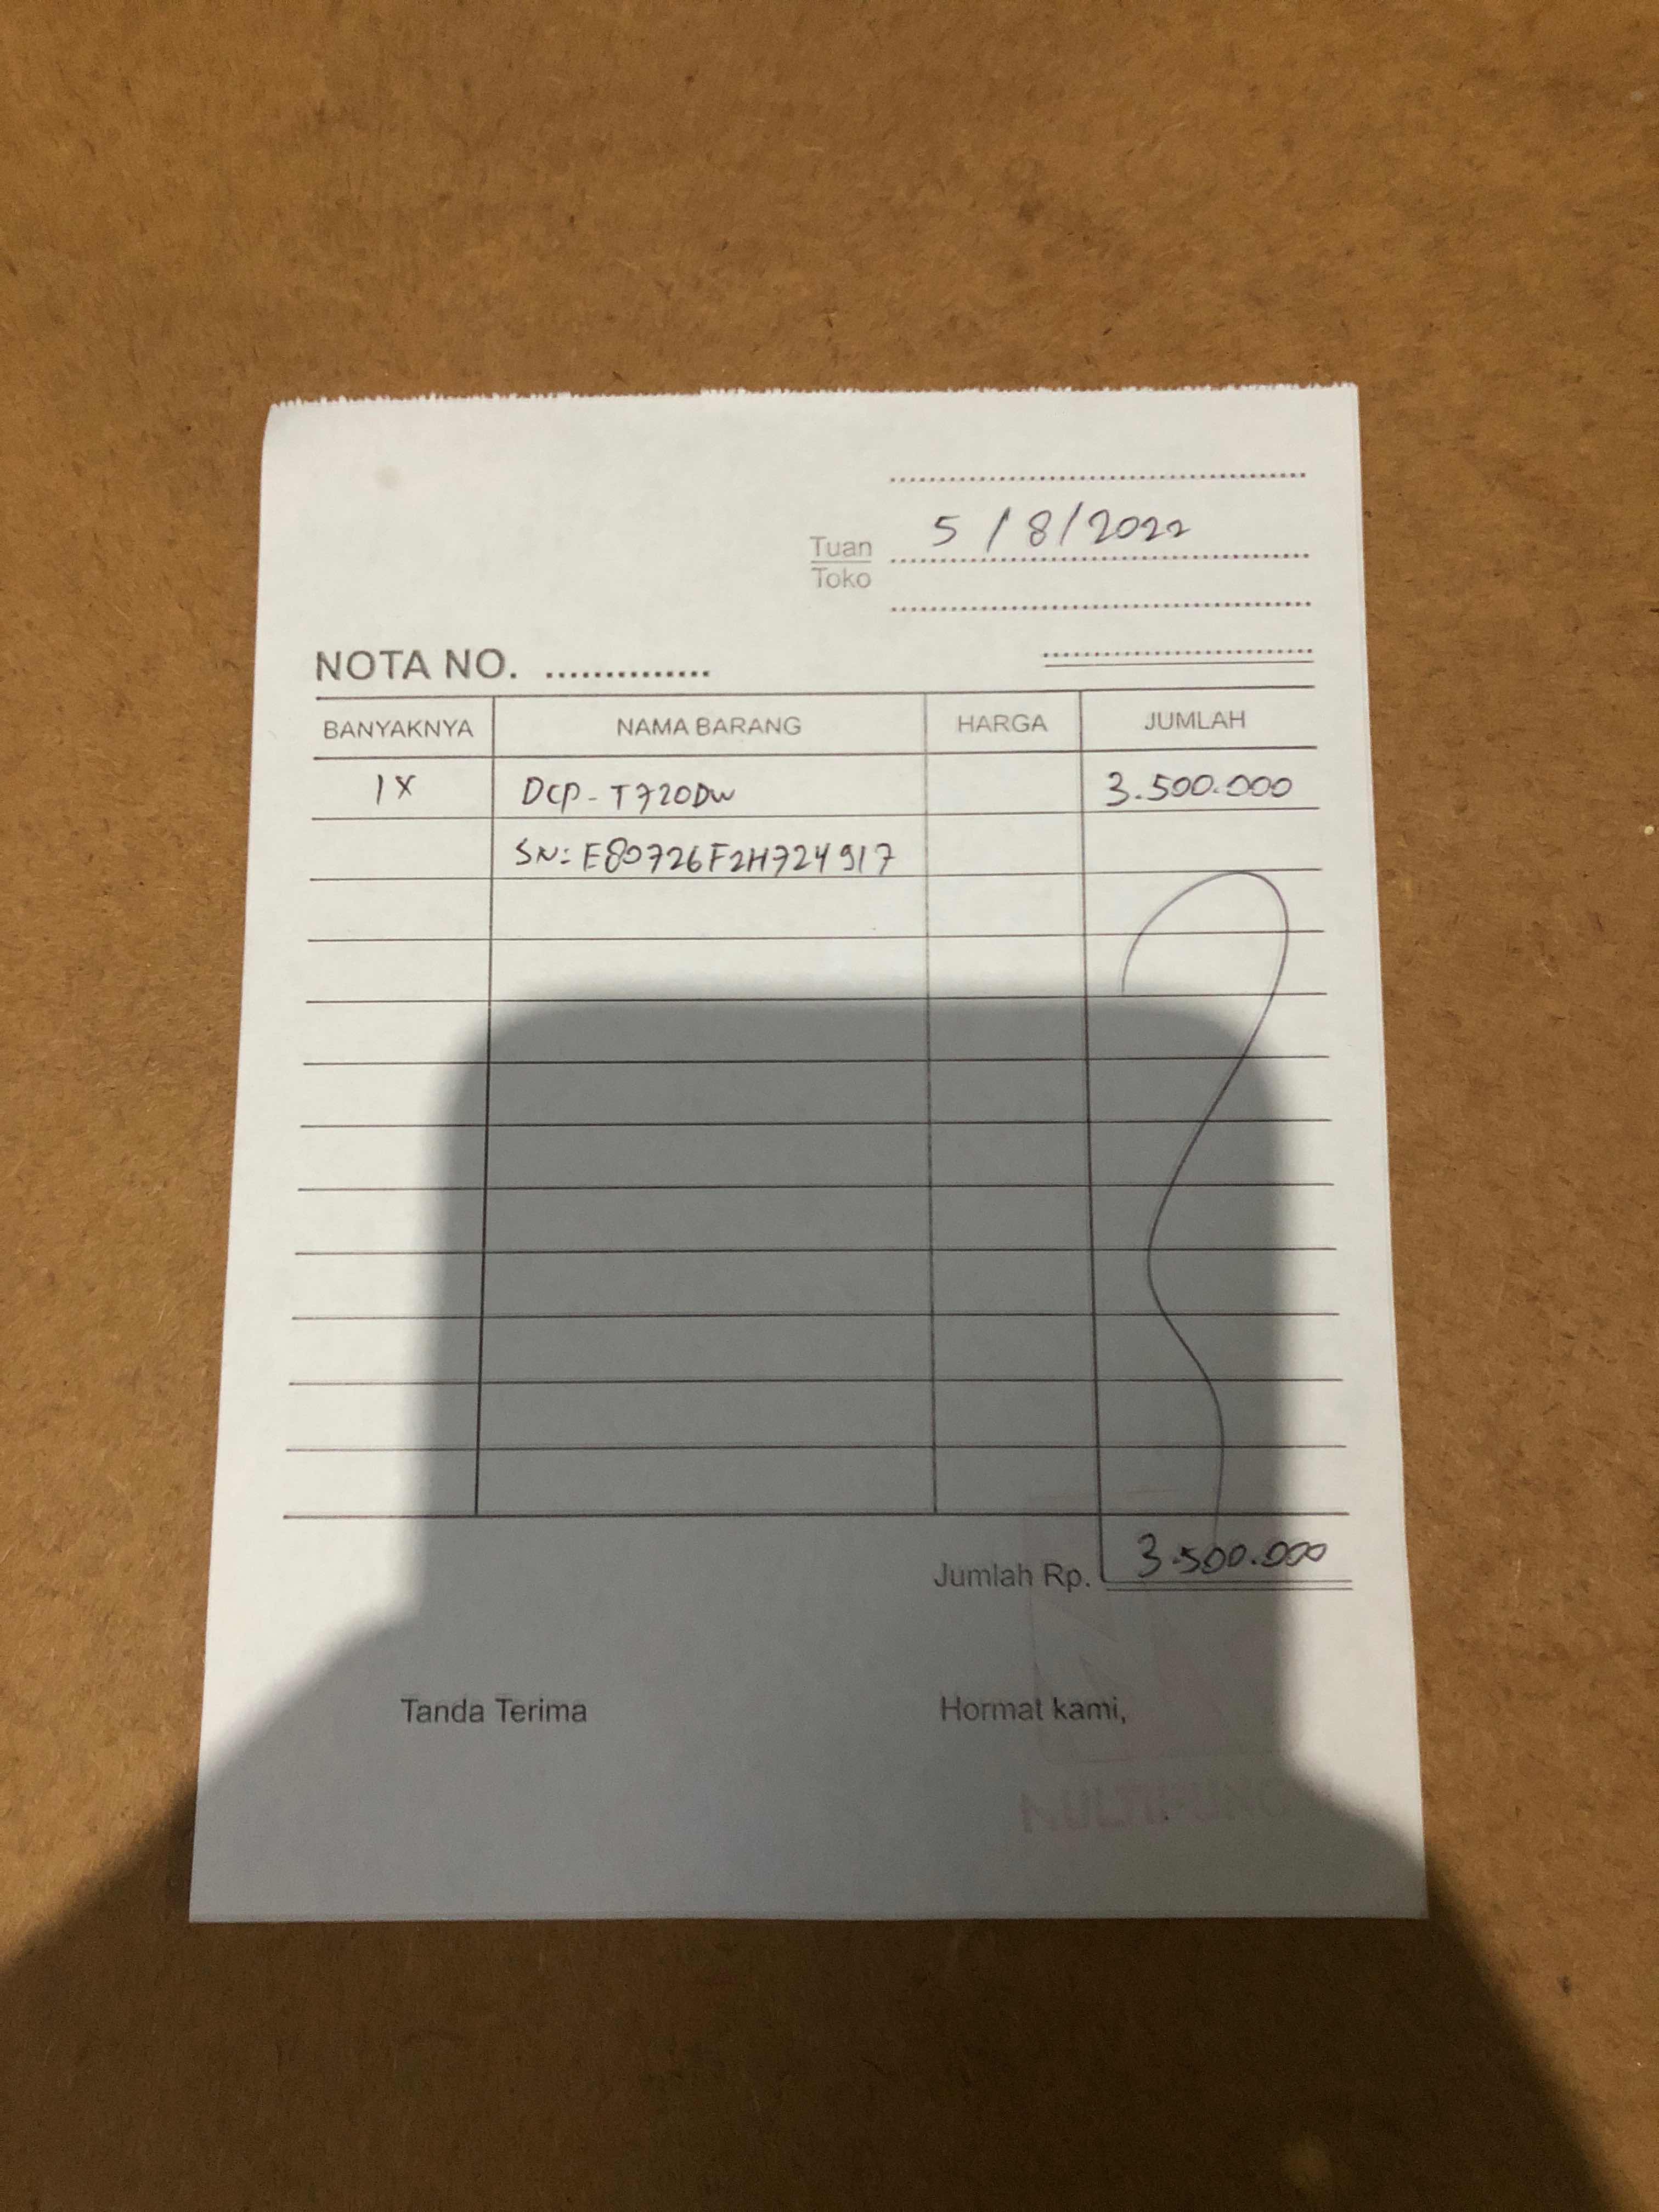 5 / 8 / 2022
Tuan
Toko
NOTA NO. ..............
BANYAKNYA NAMA BARANG HARGA JUMLAH
1 X DCP - T720DW 3.500.000
SN: E80726F2H724917
Jumlah Rp. 3.500.000
Tanda Terima Hormat kami,